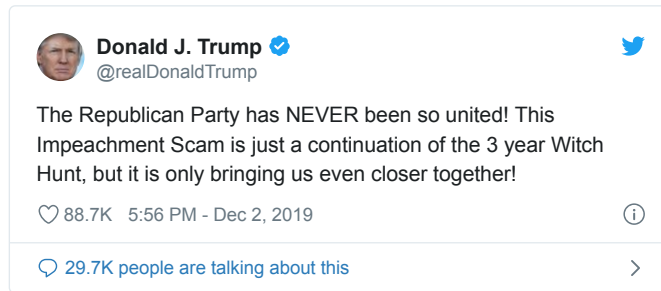 Donald J. Trump
@realDonaldTrump
The Republican Party has NEVER been so united! This
Impeachment Scam is just a continuation of the 3 year Witch
Hunt, but it is only bringing us even closer together!
88.7K 5:56 PM - Dec 2, 2019
29.7K people are talking about this